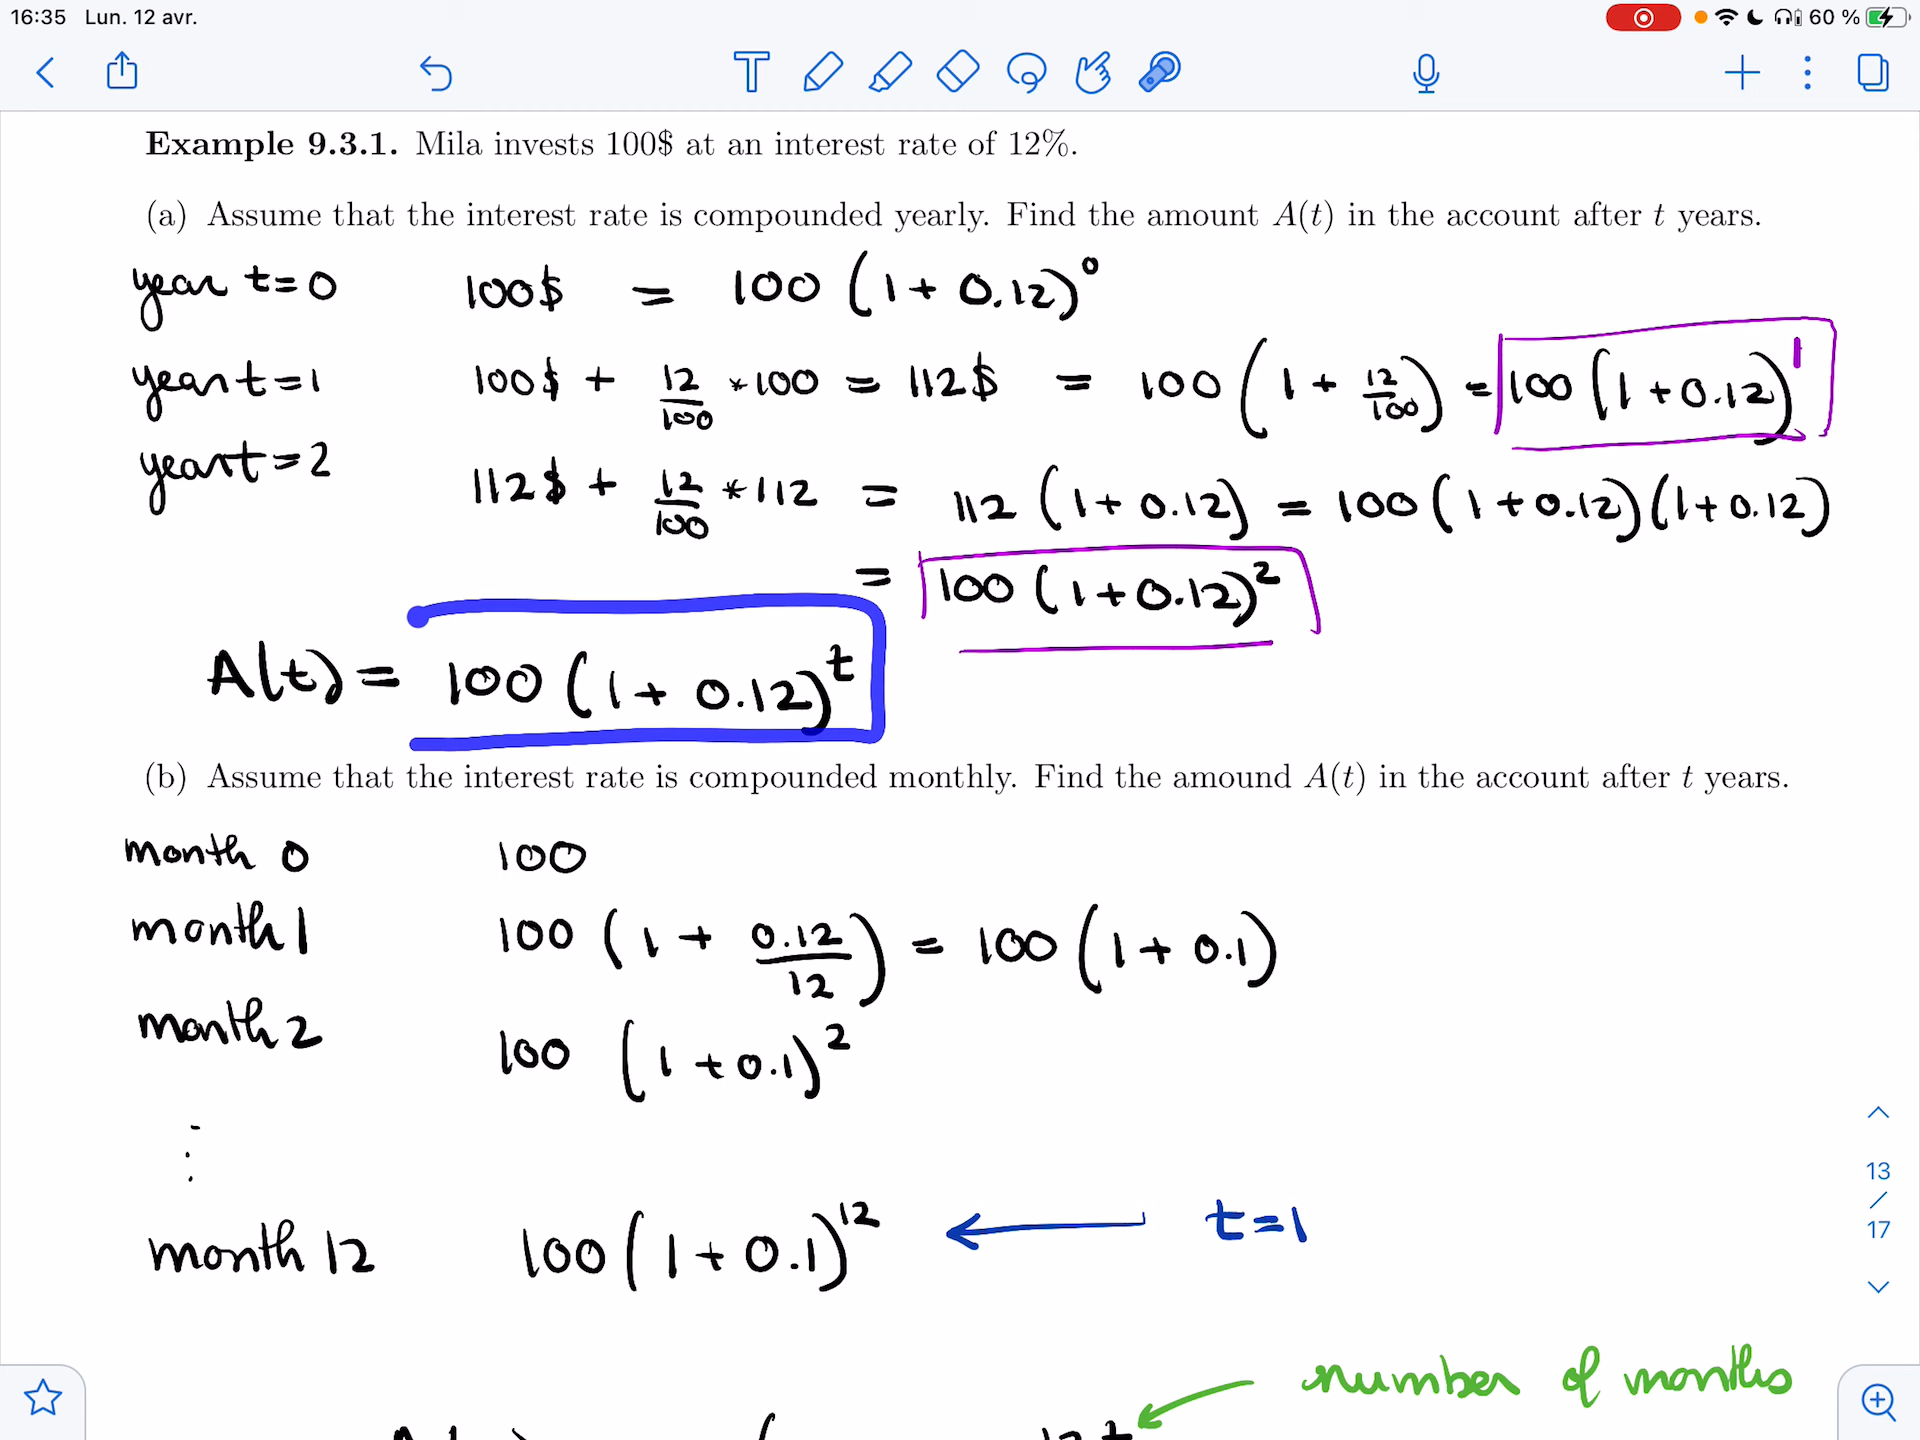 16:35 Lun. 12 avr. 60 %
T
Example 9.3.1. Mila invests 100$ at an interest rate of 12%.
(a) Assume that the interest rate is compounded yearly. Find the amount A(t) in the account after t years.
year t=0 100$ = 100 (1+ 0.12)^0
year t=1 100$ + 12/100 *100 = 112$ = 100 (1 + 12/100) = 100 (1+0.12)^1
year t=2 112$ + 12/100 *112 = 112 (1+0.12) = 100 (1+0.12)(1+0.12)
= 100 (1+0.12)^2
A(t) = 100 (1+ 0.12)^t
(b) Assume that the interest rate is compounded monthly. Find the amound A(t) in the account after t years.
month 0 100
month 1 100 (1 + 0.12/12) = 100 (1+ 0.1)
month 2 100 (1+0.1)^2
⋮
month 12 100 (1+0.1)^12 ← t=1
13
/
17
number of months